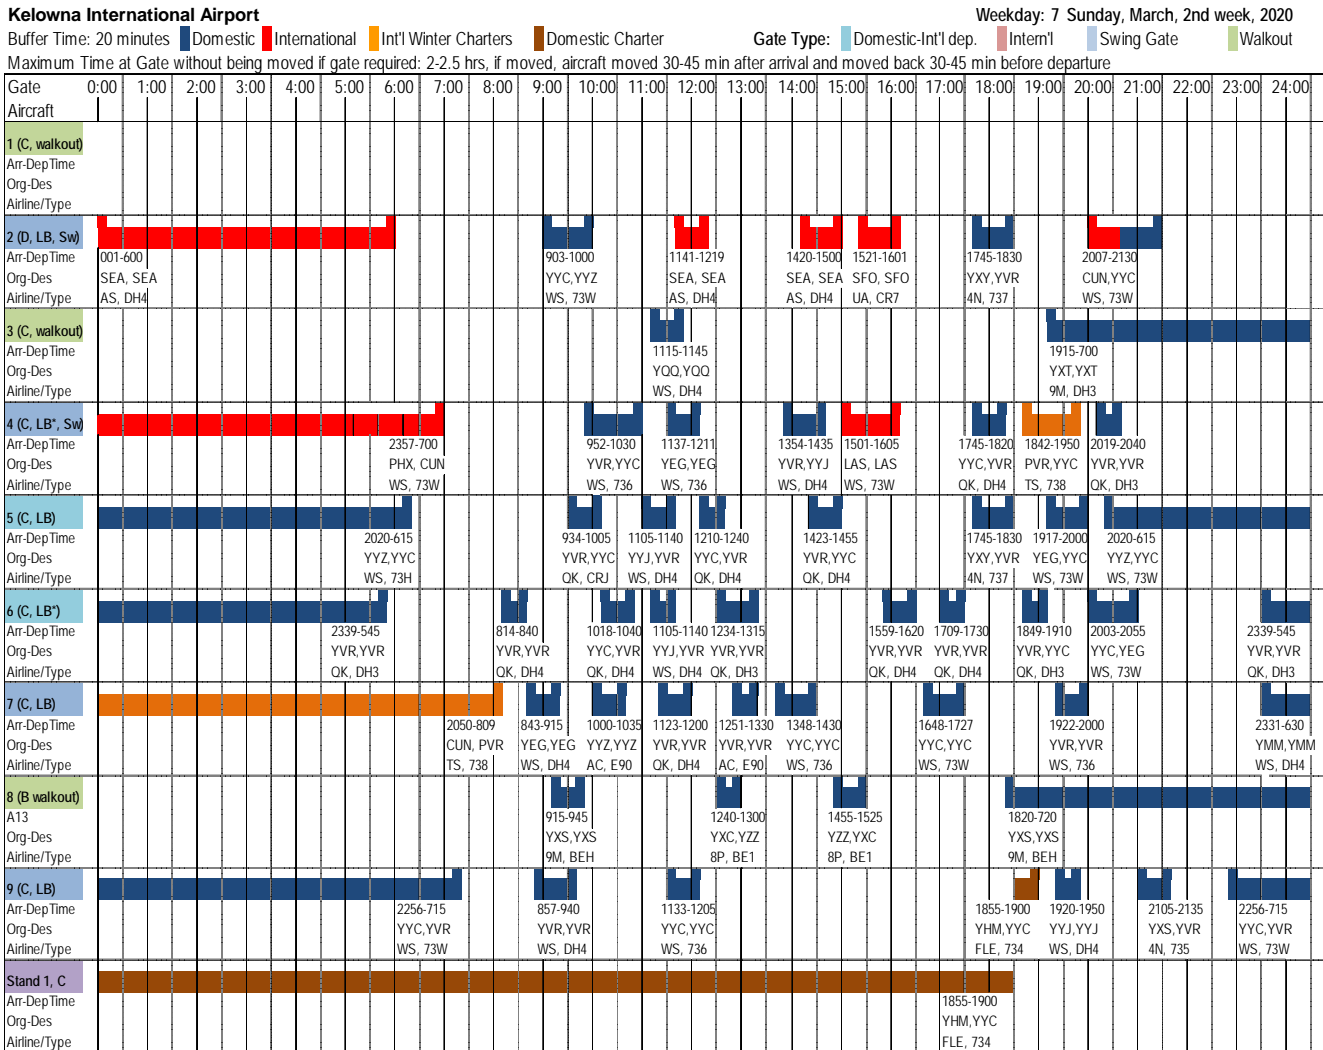 Kelowna International Airport Weekday: 7 Sunday, March, 2nd week, 2020
Buffer Time: 20 minutes Domestic International Int'l Winter Charters Domestic Charter Gate Type: Domestic-Int'l dep. Intern'l Swing Gate Walkout
Maximum Time at Gate without being moved if gate required: 2-2.5 hrs, if moved, aircraft moved 30-45 min after arrival and moved back 30-45 min before departure
Gate 0:00 1:00 2:00 3:00 4:00 5:00 6:00 7:00 8:00 9:00 10:00 11:00 12:00 13:00 14:00 15:00 16:00 17:00 18:00 19:00 20:00 21:00 22:00 23:00 24:00
Aircraft
1 (C, walkout)
Arr-DepTime
Org-Des
Airline/Type
2 (D, LB, Sw)
Arr-DepTime 001-600 903-1000 1141-1219 1420-1500 1521-1601 1745-1830 2007-2130
Org-Des SEA, SEA YYC,YYZ SEA, SEA SEA, SEA SFO, SFO YXY,YVR CUN,YYC
Airline/Type AS, DH4 WS, 73W AS, DH4 AS, DH4 UA, CR7 4N, 737 WS, 73W
3 (C, walkout)
Arr-DepTime 1115-1145 1915-700
Org-Des YQQ,YQQ YXT,YXT
Airline/Type WS, DH4 9M, DH3
4 (C, LB*, Sw)
Arr-DepTime 2357-700 952-1030 1137-1211 1354-1435 1501-1605 1745-1820 1842-1950 2019-2040
Org-Des PHX, CUN YVR,YYC YEG,YEG YVR,YYJ LAS, LAS YYC,YVR PVR,YYC YVR,YVR
Airline/Type WS, 73W WS, 736 WS, 736 WS, DH4 WS, 73W QK, DH4 TS, 738 QK, DH3
5 (C, LB)
Arr-DepTime 2020-615 934-1005 1105-1140 1210-1240 1423-1455 1745-1830 1917-2000 2020-615
Org-Des YYZ,YYC YVR,YYC YYJ,YVR YYC,YVR YVR,YYC YXY,YVR YEG,YYC YYZ,YYC
Airline/Type WS, 73H QK, CRJ WS, DH4 QK, DH4 QK, DH4 4N, 737 WS, 73W WS, 73W
6 (C, LB*)
Arr-DepTime 2339-545 814-840 1018-1040 1105-1140 1234-1315 1559-1620 1709-1730 1849-1910 2003-2055 2339-545
Org-Des YVR,YVR YVR,YVR YYC,YVR YYJ,YVR YVR,YVR YVR,YVR YVR,YVR YVR,YYC YYC,YEG YVR,YVR
Airline/Type QK, DH3 QK, DH4 QK, DH4 WS, DH4 QK, DH3 QK, DH4 QK, DH4 QK, DH3 WS, 73W QK, DH3
7 (C, LB)
Arr-DepTime 2050-809 843-915 1000-1035 1123-1200 1251-1330 1348-1430 1648-1727 1922-2000 2331-630
Org-Des CUN, PVR YEG,YEG YYZ,YYZ YVR,YVR YVR,YVR YYC,YYC YYC,YYC YVR,YVR YMM,YMM
Airline/Type TS, 738 WS, DH4 AC, E90 QK, DH4 AC, E90 WS, 736 WS, 73W WS, 736 WS, DH4
8 (B walkout)
A13 915-945 1240-1300 1455-1525 1820-720
Org-Des YXS,YXS YXC,YZZ YZZ,YXC YXS,YXS
Airline/Type 9M, BEH 8P, BE1 8P, BE1 9M, BEH
9 (C, LB)
Arr-DepTime 2256-715 857-940 1133-1205 1855-1900 1920-1950 2105-2135 2256-715
Org-Des YYC,YVR YVR,YVR YYC,YYC YHM,YYC YYJ,YYJ YXS,YVR YYC,YVR
Airline/Type WS, 73W WS, DH4 WS, 736 FLE, 734 WS, DH4 4N, 735 WS, 73W
Stand 1, C
Arr-DepTime 1855-1900
Org-Des YHM,YYC
Airline/Type FLE, 734